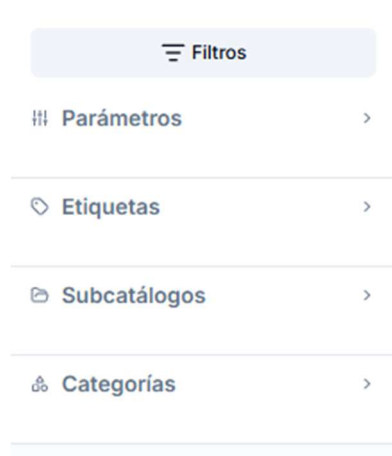 Filtros
Parámetros
Etiquetas
Subcatálogos
Categorías